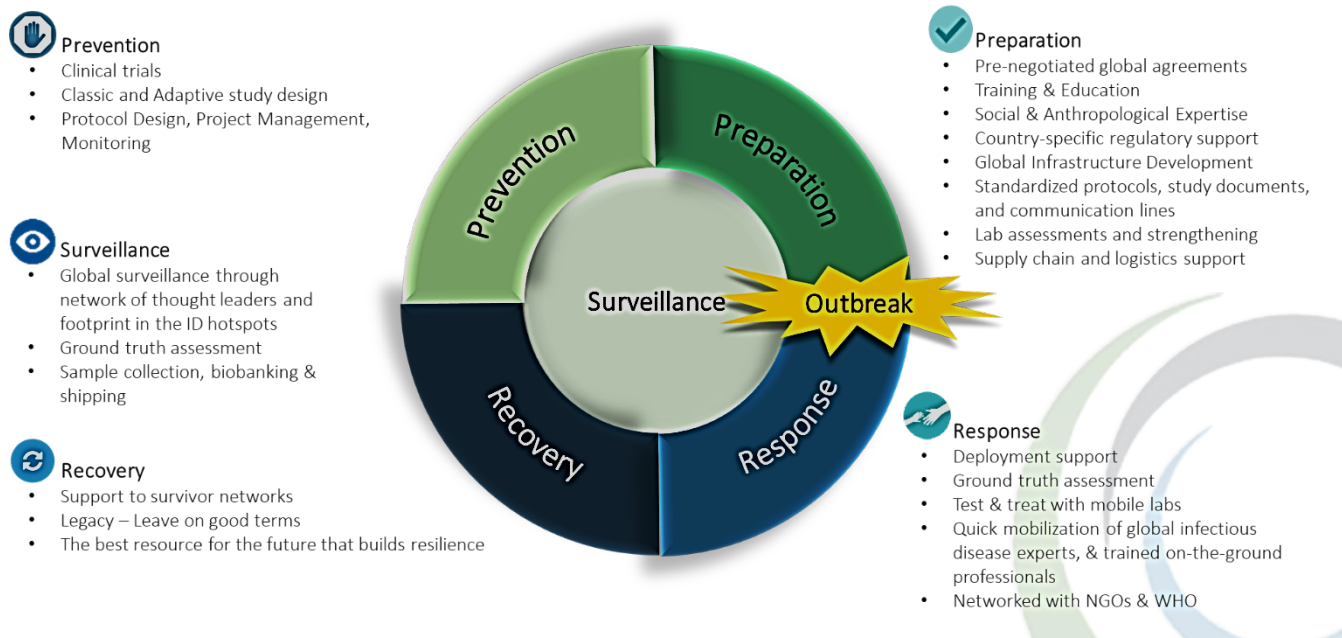 Prevention
• Clinical trials
• Classic and Adaptive study design
• Protocol Design, Project Management,
Monitoring
Surveillance
• Global surveillance through
network of thought leaders and
footprint in the ID hotspots
• Ground truth assessment
• Sample collection, biobanking &
shipping
Recovery
• Support to survivor networks
• Legacy – Leave on good terms
• The best resource for the future that builds resilience
Prevention
Preparation
Surveillance
Outbreak
Recovery
Response
Preparation
• Pre-negotiated global agreements
• Training & Education
• Social & Anthropological Expertise
• Country-specific regulatory support
• Global Infrastructure Development
• Standardized protocols, study documents,
and communication lines
• Lab assessments and strengthening
• Supply chain and logistics support
Response
• Deployment support
• Ground truth assessment
• Test & treat with mobile labs
• Quick mobilization of global infectious
disease experts, & trained on-the-ground
professionals
• Networked with NGOs & WHO